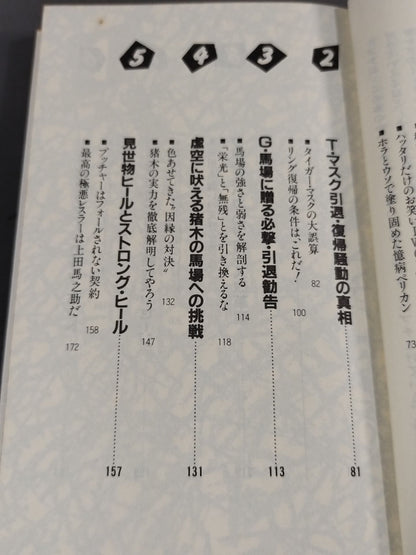 ハッタリだけのお笑い
ホラとウソで塗り固めた憶病ペリカン
73
2
T・マスク引退・復帰騒動の真相 81
■タイガーマスクの大誤算 82
■リング復帰の条件はこれだ! 100
3
G・馬場に贈る必撃・引退勧告 113
■馬場の強さと弱さを解剖する 114
■「栄光」と「無残」とを引き換えるな 118
4
虚空に吠える猪木の馬場への挑戦 131
■色あせてきた〝因縁の対決〟 132
■猪木の実力を徹底解明してやろう 147
5
見世物ヒールとストロング・ヒール 157
■ブッチャーはフォールされない契約 158
■最高の極悪レスラーは上田馬之助だ 172